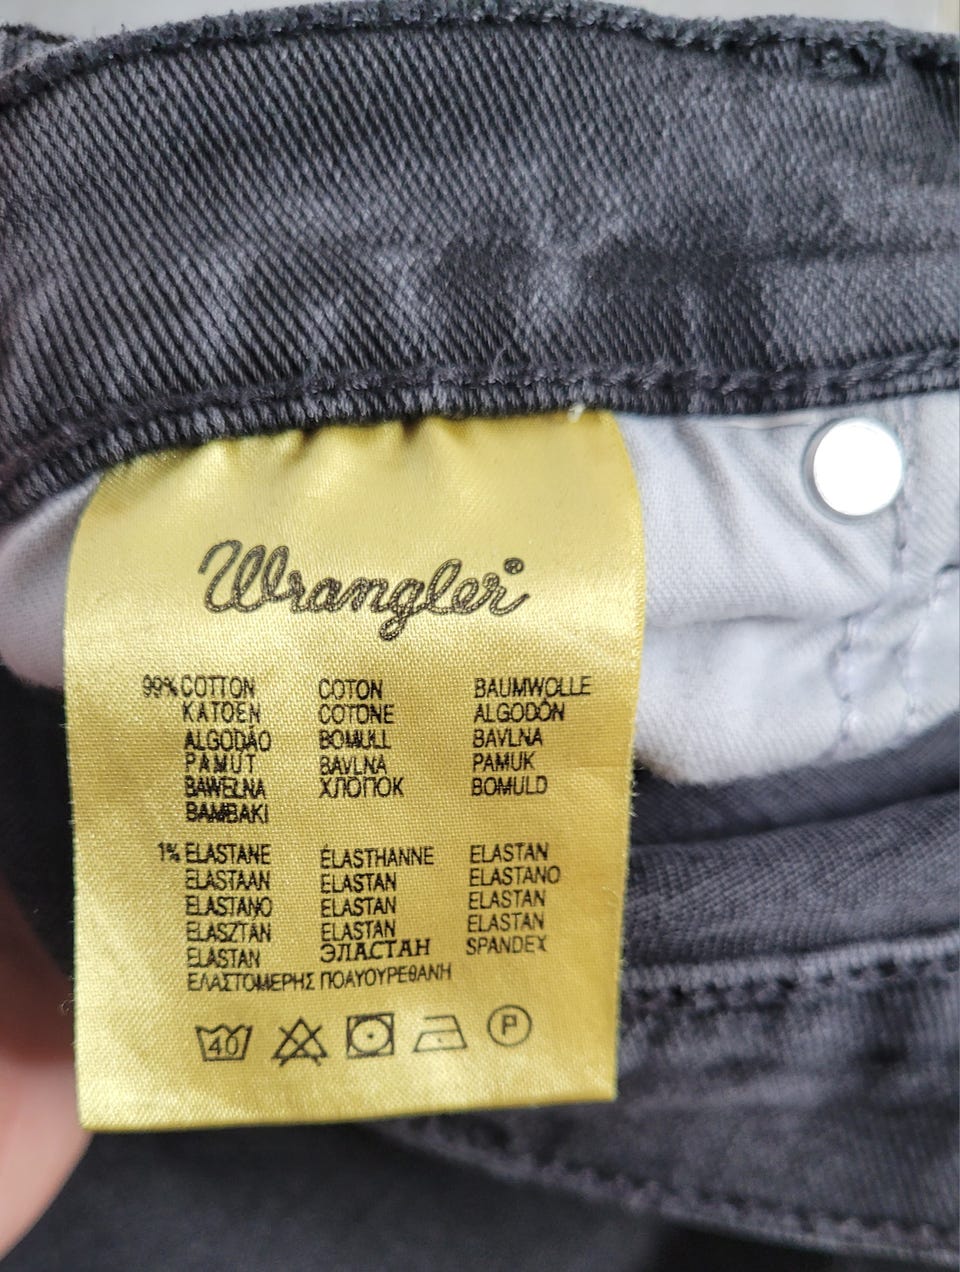 Wrangler®
99% COTTON COTON BAUMWOLLE
KATOEN COTONE ALGODÓN
ALGODÃO BOMULL BAVLNA
PAMUT BAVLNA PAMUK
BAWEŁNA ХЛОПОК BOMULD
BAMBAKI
1% ELASTANE ÉLASTHANNE ELASTAN
ELASTAAN ELASTAN ELASTANO
ELASTANO ELASTAN ELASTAN
ELASZTÁN ELASTAN ELASTAN
ELASTAN ЭЛАСТАН SPANDEX
ΕΛΑΣΤΟΜΕΡΗΣ ΠΟΛΥΟΥΡΕΘΑΝΗ
40 P